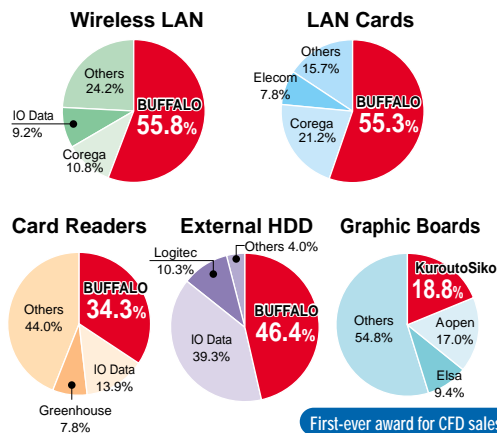 Wireless LAN
Others
24.2%
IO Data
9.2%
Corega
10.8%
BUFFALO
55.8%
LAN Cards
Others
15.7%
Elecom
7.8%
Corega
21.2%
BUFFALO
55.3%
Card Readers
Others
44.0%
BUFFALO
34.3%
IO Data
13.9%
Greenhouse
7.8%
External HDD
Logitec
10.3%
Others 4.0%
BUFFALO
46.4%
IO Data
39.3%
Graphic Boards
KuroutoSiko
18.8%
Others
54.8%
Aopen
17.0%
Elsa
9.4%
First-ever award for CFD sales